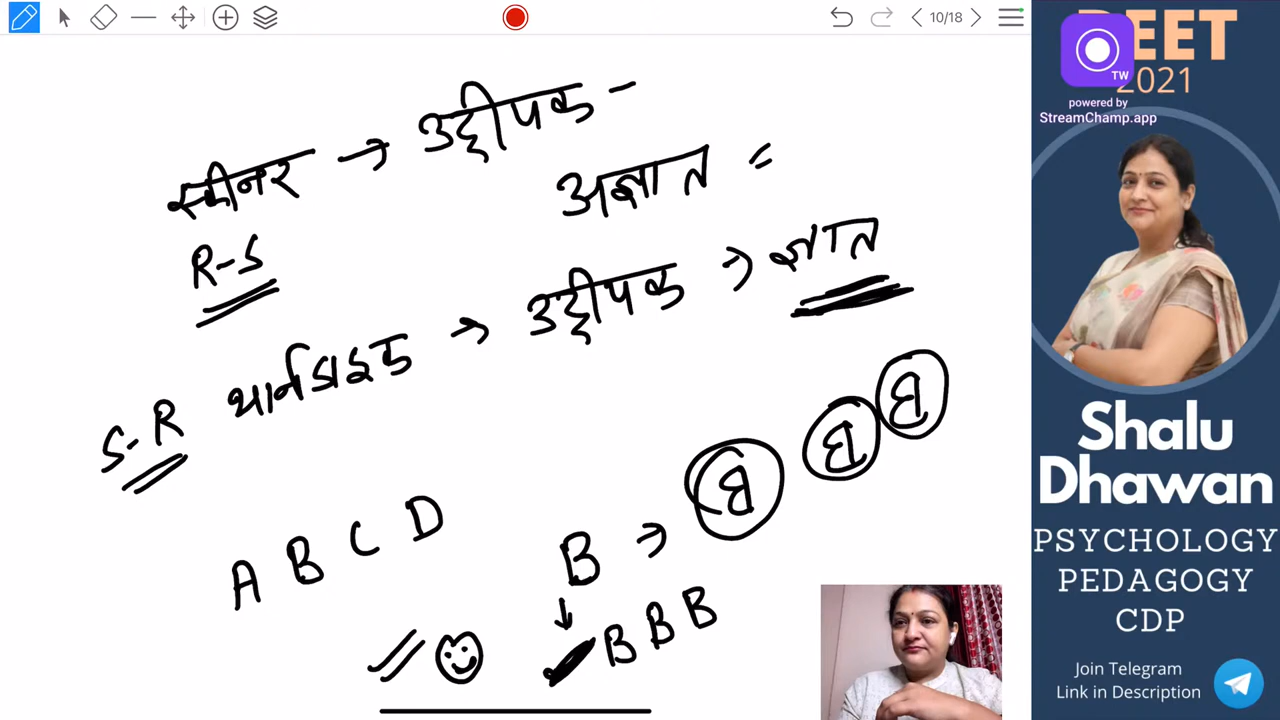 10/18
स्कीनर → उद्दीपक -
अज्ञात =
R-S
थार्नडाइक → उद्दीपक → ज्ञात
S-R
A B C D
B → B B B
↓
B B B
REET
2021
TW
powered by
StreamChamp.app
Shalu
Dhawan
PSYCHOLOGY
PEDAGOGY
CDP
Join Telegram
Link in Description